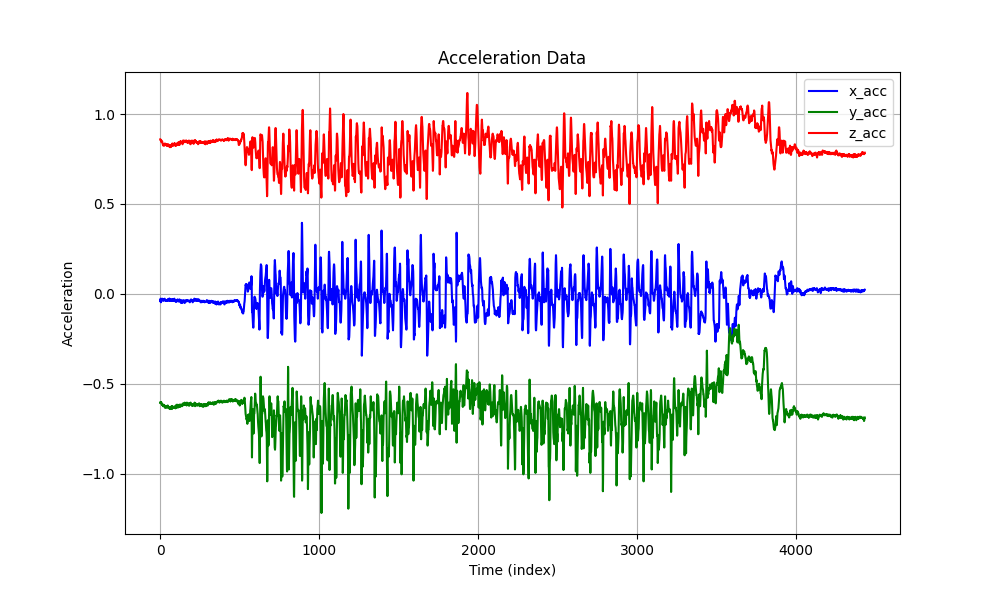 Acceleration Data
x_acc
y_acc
z_acc
1.0
0.5
0.0
−0.5
−1.0
Acceleration
0 1000 2000 3000 4000
Time (index)